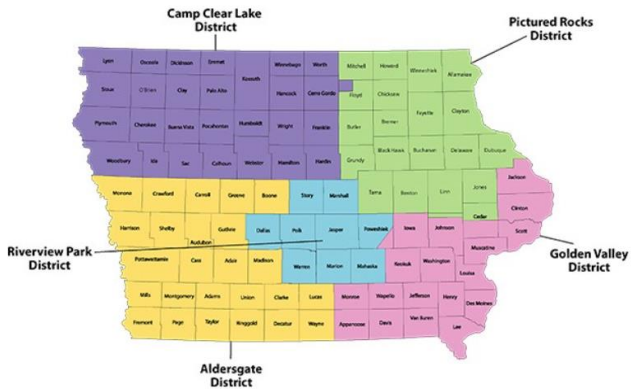 Camp Clear Lake
District
Pictured Rocks
District
Lyon Osceola Dickinson Emmet Kossuth Winnebago Worth Mitchell Howard Winneshiek Allamakee
Sioux O'Brien Clay Palo Alto Hancock Cerro Gordo Floyd Chickasaw
Plymouth Cherokee Buena Vista Pocahontas Humboldt Wright Franklin Butler Bremer Fayette Clayton
Woodbury Ida Sac Calhoun Webster Hamilton Hardin Grundy Black Hawk Buchanan Delaware Dubuque
Monona Crawford Carroll Greene Boone Story Marshall Tama Benton Linn Jones Jackson
Cedar Clinton
Harrison Shelby Audubon Guthrie Dallas Polk Jasper Poweshiek Iowa Johnson Scott
Muscatine
Riverview Park
District
Golden Valley
District
Pottawattamie Cass Adair Madison Warren Marion Mahaska Keokuk Washington Louisa
Mills Montgomery Adams Union Clarke Lucas Monroe Wapello Jefferson Henry Des Moines
Fremont Page Taylor Ringgold Decatur Wayne Appanoose Davis Van Buren Lee
Aldersgate
District